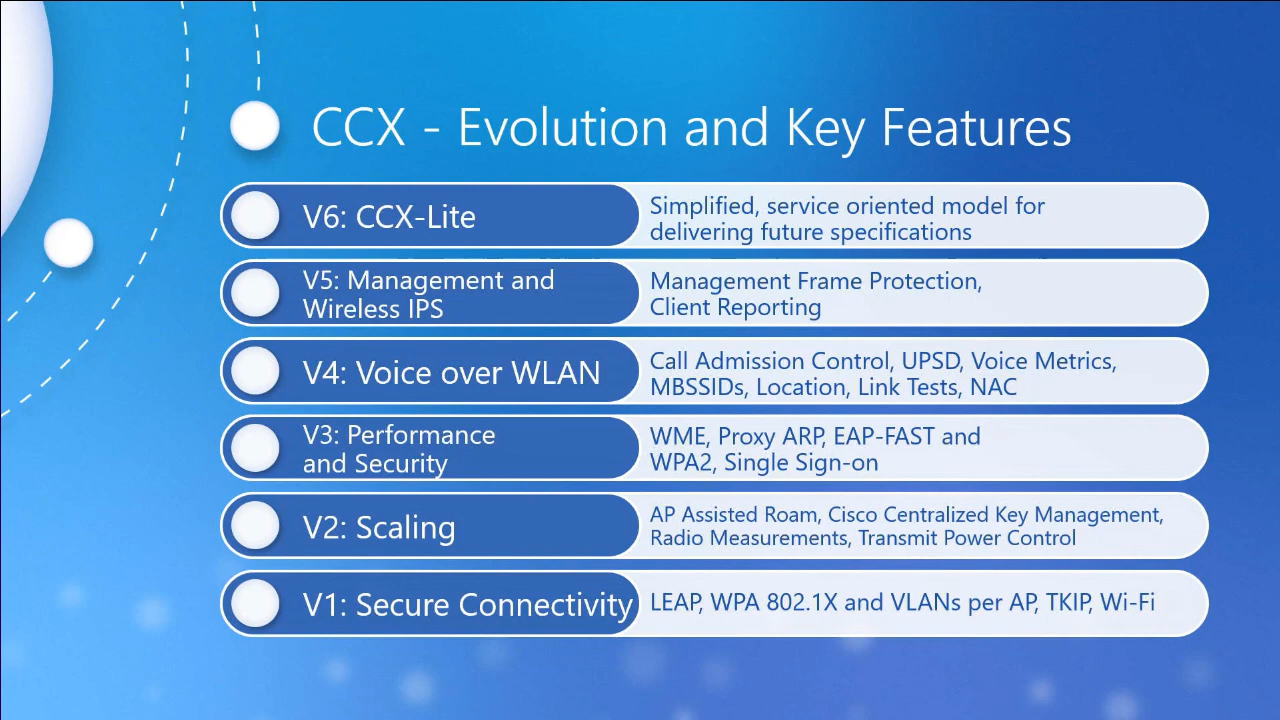 CCX - Evolution and Key Features
V6: CCX-Lite
Simplified, service oriented model for
delivering future specifications
V5: Management and
Wireless IPS
Management Frame Protection,
Client Reporting
V4: Voice over WLAN
Call Admission Control, UPSD, Voice Metrics,
MBSSIDs, Location, Link Tests, NAC
V3: Performance
and Security
WME, Proxy ARP, EAP-FAST and
WPA2, Single Sign-on
V2: Scaling
AP Assisted Roam, Cisco Centralized Key Management,
Radio Measurements, Transmit Power Control
V1: Secure Connectivity
LEAP, WPA 802.1X and VLANs per AP, TKIP, Wi-Fi